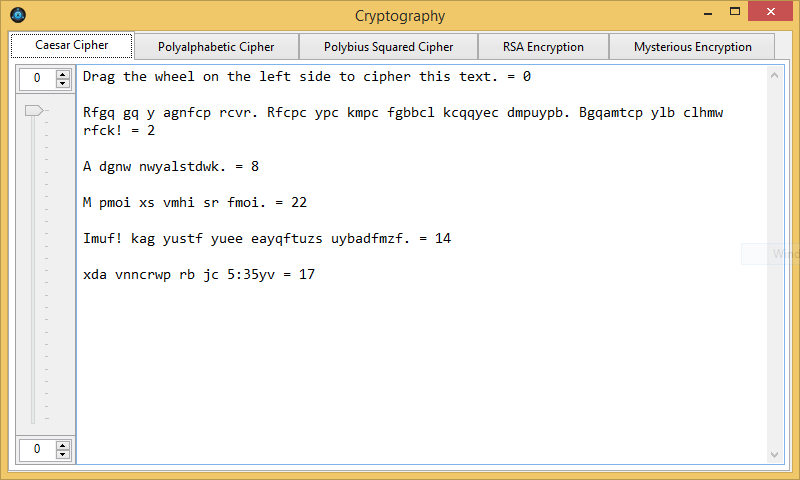 Cryptography
Caesar Cipher
Polyalphabetic Cipher
Polybius Squared Cipher
RSA Encryption
Mysterious Encryption
0
Drag the wheel on the left side to cipher this text. = 0
Rfgq gq y agnfcp rcvr. Rfcpc ypc kmpc fgbbcl kcqqyec dmpuypb. Bgqamtcp ylb clhmw
rfck! = 2
A dgnw nwyalstdwk. = 8
M pmoi xs vmhi sr fmoi. = 22
Imuf! kag yustf yuee eayqftuzs uybadfmzf. = 14
xda vnncrwp rb jc 5:35yv = 17
Wind
0